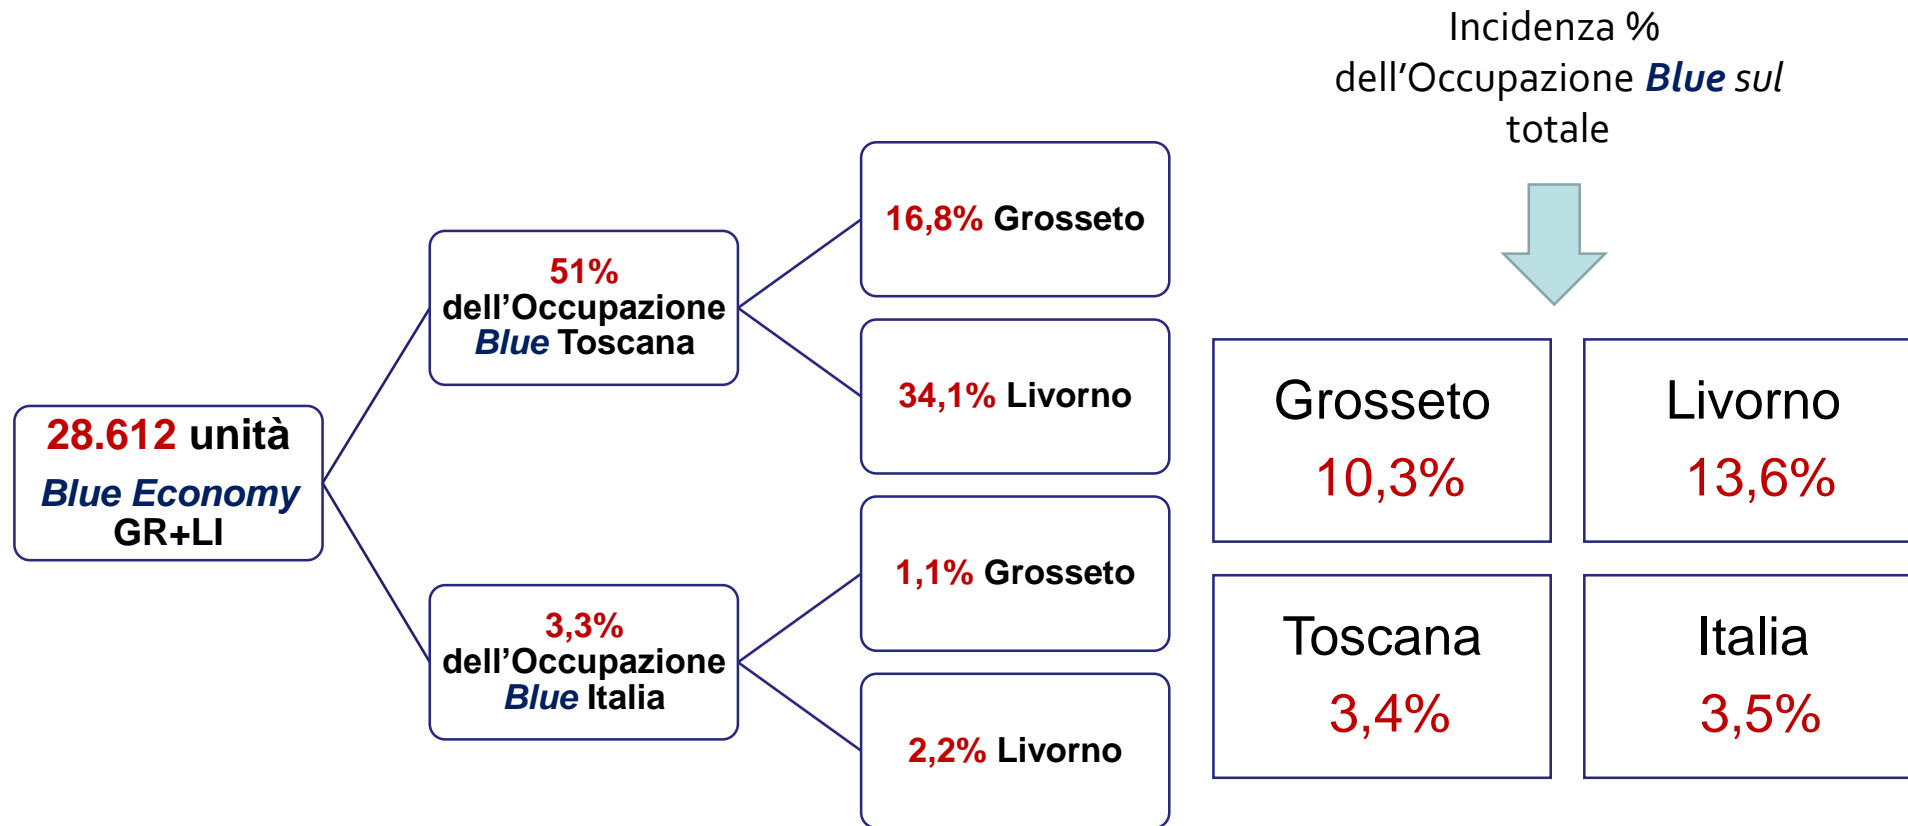 28.612 unità
Blue Economy
GR+LI
51%
dell’Occupazione
Blue Toscana
3,3%
dell’Occupazione
Blue Italia
16,8% Grosseto
34,1% Livorno
1,1% Grosseto
2,2% Livorno
Incidenza %
dell’Occupazione Blue sul
totale
Grosseto
10,3%
Livorno
13,6%
Toscana
3,4%
Italia
3,5%